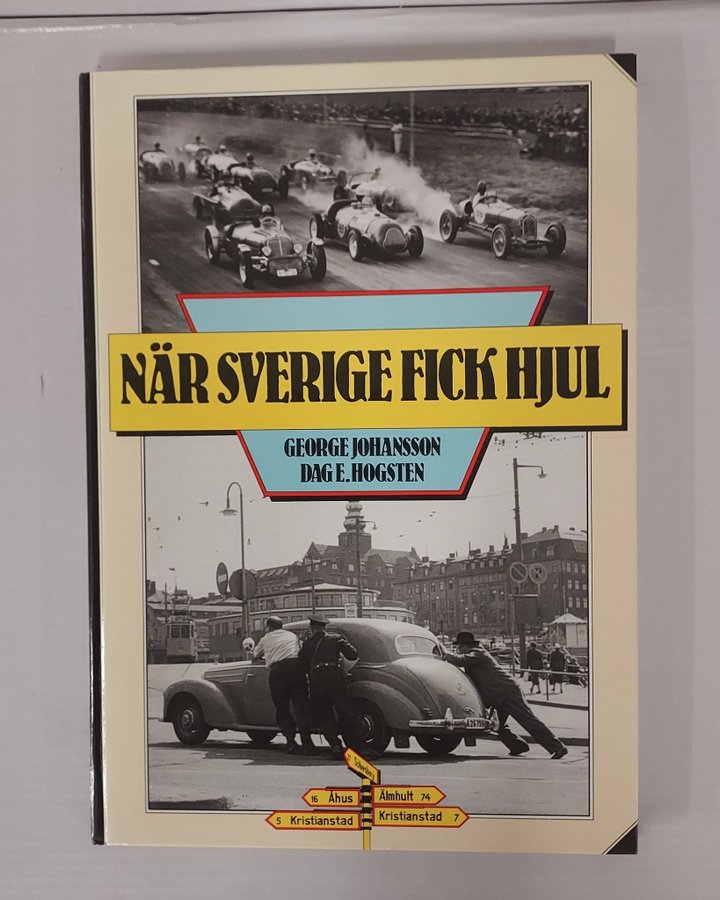 NÄR SVERIGE FICK HJUL
GEORGE JOHANSSON
DAG E. HOGSTEN
16 Åhus
Älmhult 74
5 Kristianstad
Kristianstad 7